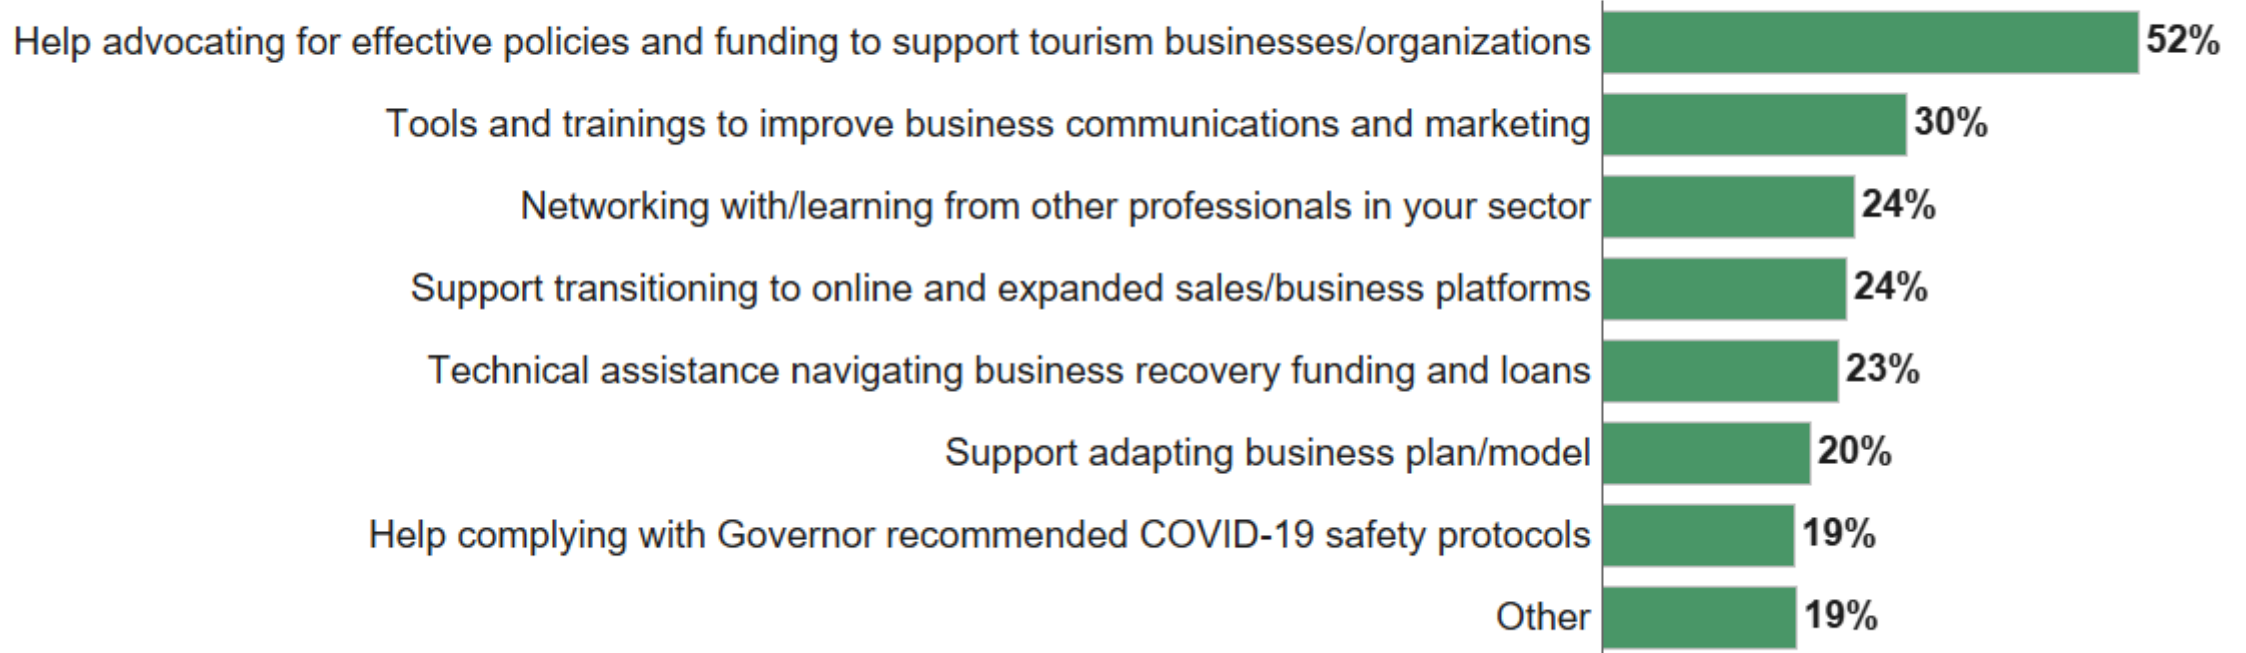 Help advocating for effective policies and funding to support tourism businesses/organizations 52%
Tools and trainings to improve business communications and marketing 30%
Networking with/learning from other professionals in your sector 24%
Support transitioning to online and expanded sales/business platforms 24%
Technical assistance navigating business recovery funding and loans 23%
Support adapting business plan/model 20%
Help complying with Governor recommended COVID-19 safety protocols 19%
Other 19%